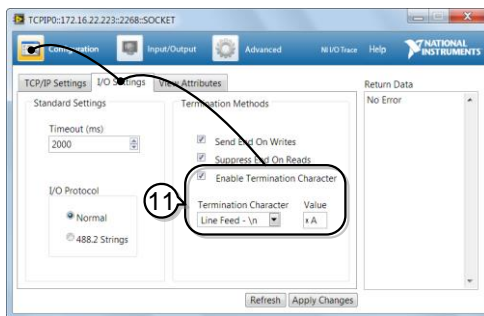 TCPIP0::172.16.22.223::2268::SOCKET
Configuration Input/Output Advanced NI I/O Trace Help NATIONAL INSTRUMENTS
TCP/IP Settings I/O Settings View Attributes
Return Data
No Error
Standard Settings
Timeout (ms)
2000
I/O Protocol
Normal
488.2 Strings
Termination Methods
Send End On Writes
Suppress End On Reads
Enable Termination Character
11
Termination Character Value
Line Feed - \n xA
Refresh Apply Changes